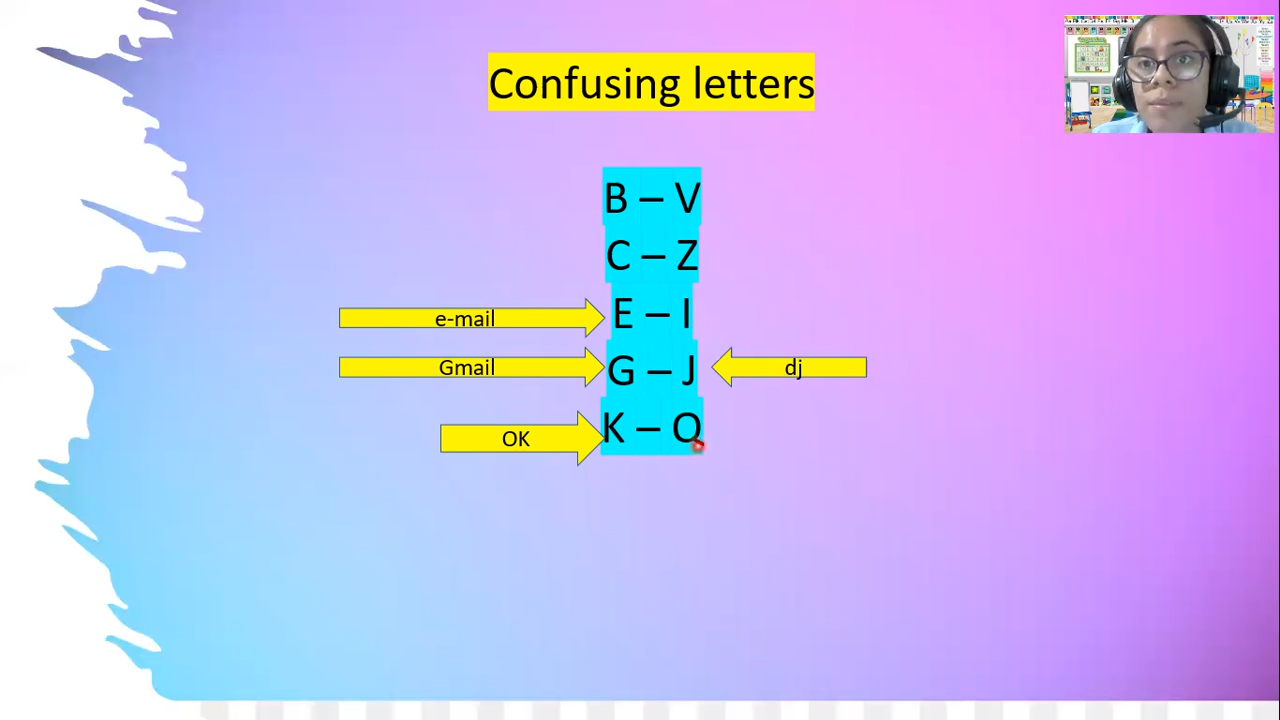 Confusing letters
B – V
C – Z
e-mail
E – I
Gmail
G – J
dj
OK
K – Q